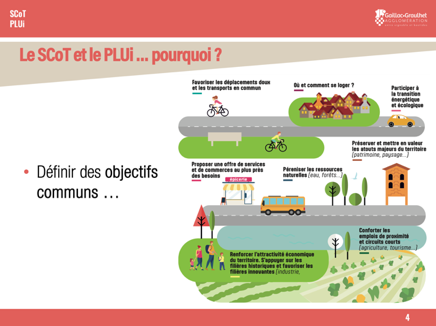 SCoT
PLUi
Gaillac-Graulhet
AGGLOMÉRATION
Le SCoT et le PLUi ... pourquoi ?
Favoriser les déplacements doux
et les transports en commun
Où et comment se loger ?
Participer à
la transition
énergétique
et écologique
Préserver et mettre en valeur
les atouts majeurs du territoire
(patrimoine, paysage...)
Proposer une offre de services
et de commerces au plus près
des besoins
Pérenniser les ressources
naturelles (eau, forêts...)
Épicerie
• Définir des objectifs
communs ...
Conforter les
emplois de proximité
et circuits courts
(agriculture, tourisme...)
Renforcer l'attractivité économique
du territoire. S'appuyer sur les
filières historiques et favoriser les
filières innovantes (industrie,
4